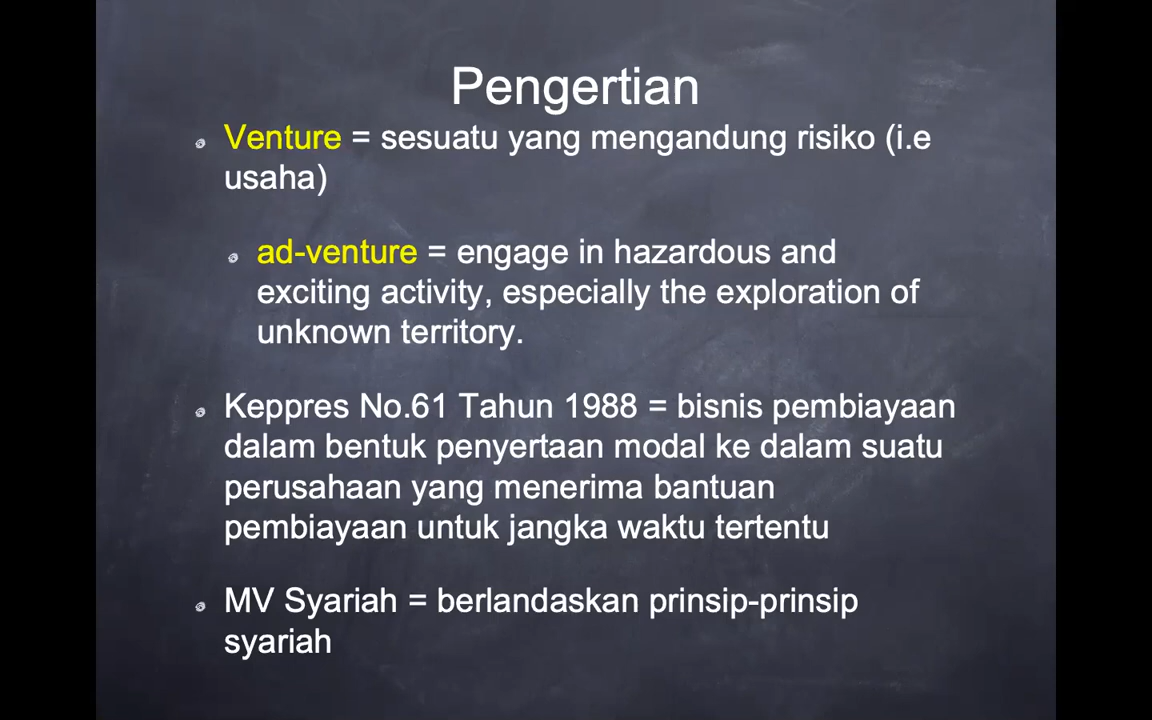 Pengertian
Venture = sesuatu yang mengandung risiko (i.e
usaha)
ad-venture = engage in hazardous and
exciting activity, especially the exploration of
unknown territory.
Keppres No.61 Tahun 1988 = bisnis pembiayaan
dalam bentuk penyertaan modal ke dalam suatu
perusahaan yang menerima bantuan
pembiayaan untuk jangka waktu tertentu
MV Syariah = berlandaskan prinsip-prinsip
syariah